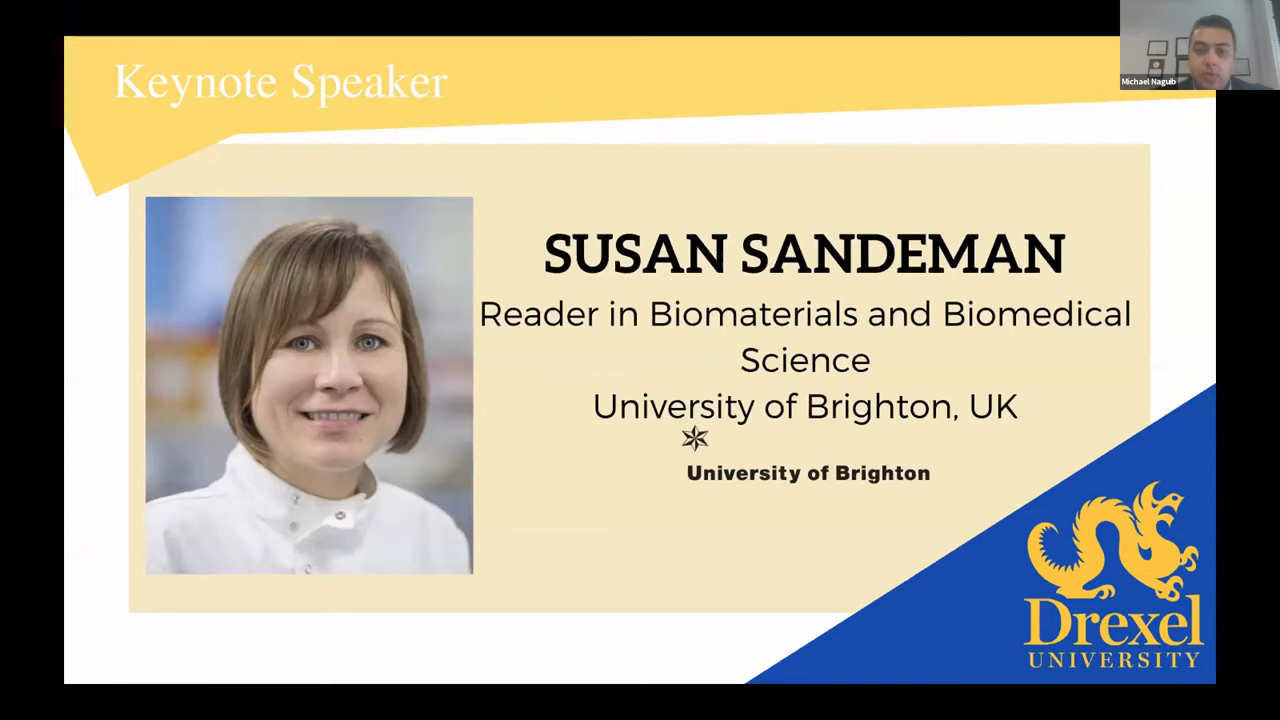 Keynote Speaker
Michael Naguib
SUSAN SANDEMAN
Reader in Biomaterials and Biomedical
Science
University of Brighton, UK
University of Brighton
Drexel
UNIVERSITY